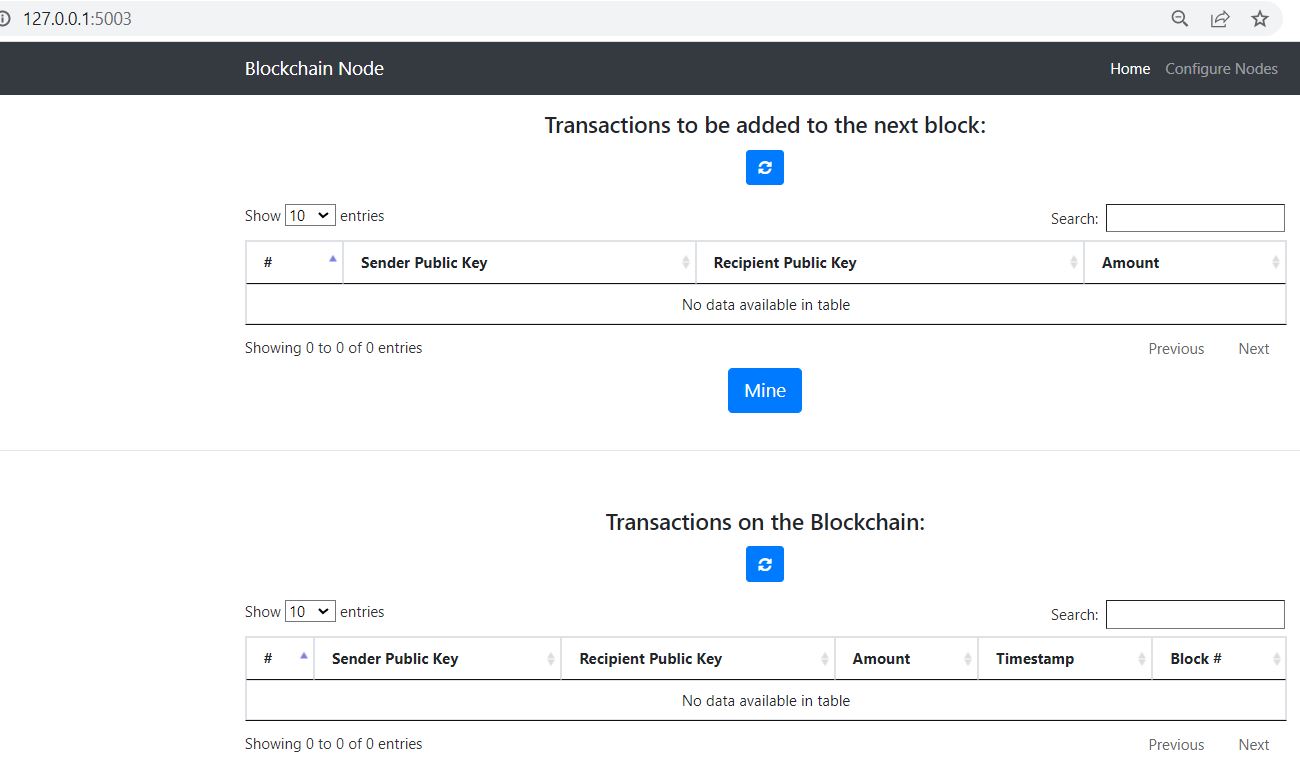 127.0.0.1:5003
Blockchain Node Home Configure Nodes
Transactions to be added to the next block:
Show 10 entries Search:
# Sender Public Key Recipient Public Key Amount
No data available in table
Showing 0 to 0 of 0 entries Previous Next
Mine
Transactions on the Blockchain:
Show 10 entries Search:
# Sender Public Key Recipient Public Key Amount Timestamp Block #
No data available in table
Showing 0 to 0 of 0 entries Previous Next